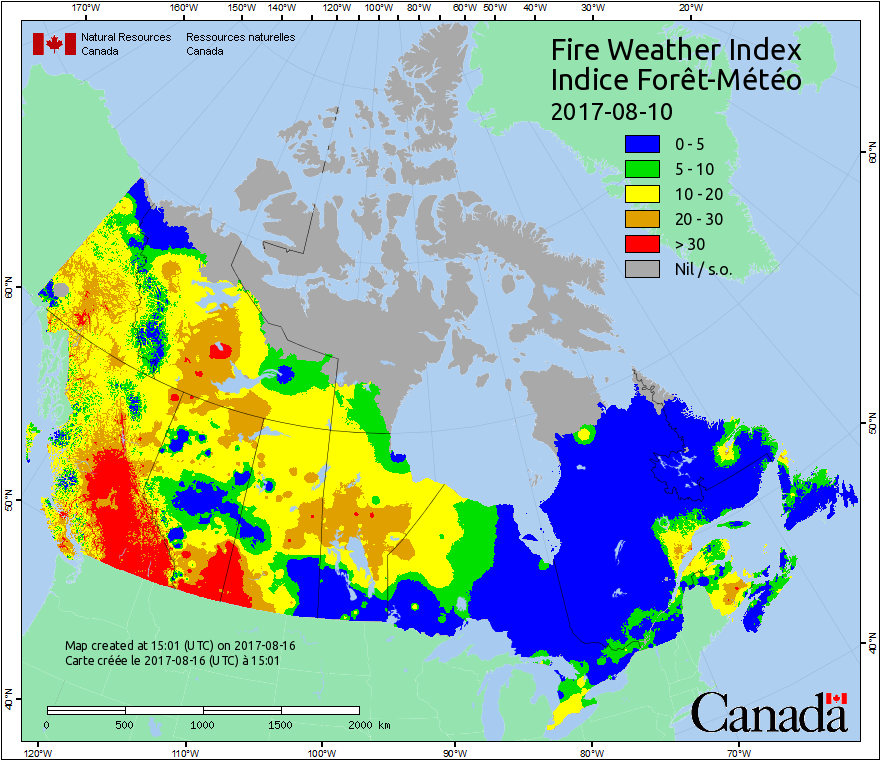 170°W 160°W 150°W 140°W 120°W 100°W 80°W 60°W 50°W 40°W 30°W 20°W
Natural Resources Ressources naturelles
Canada Canada
Fire Weather Index
Indice Forêt-Météo
2017-08-10
0 - 5
5 - 10
10 - 20
20 - 30
> 30
Nil / s.o.
60°N
60°N
50°N
50°N
40°N
40°N
Map created at 15:01 (UTC) on 2017-08-16
Carte créée le 2017-08-16 (UTC) à 15:01
0 500 1000 1500 2000 km
Canada
120°W 110°W 100°W 90°W 80°W 70°W